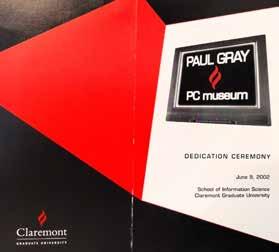 PAUL GRAY
PC museum
DEDICATION CEREMONY
June 9, 2002
School of Information Science
Claremont Graduate University
Claremont
GRADUATE UNIVERSITY